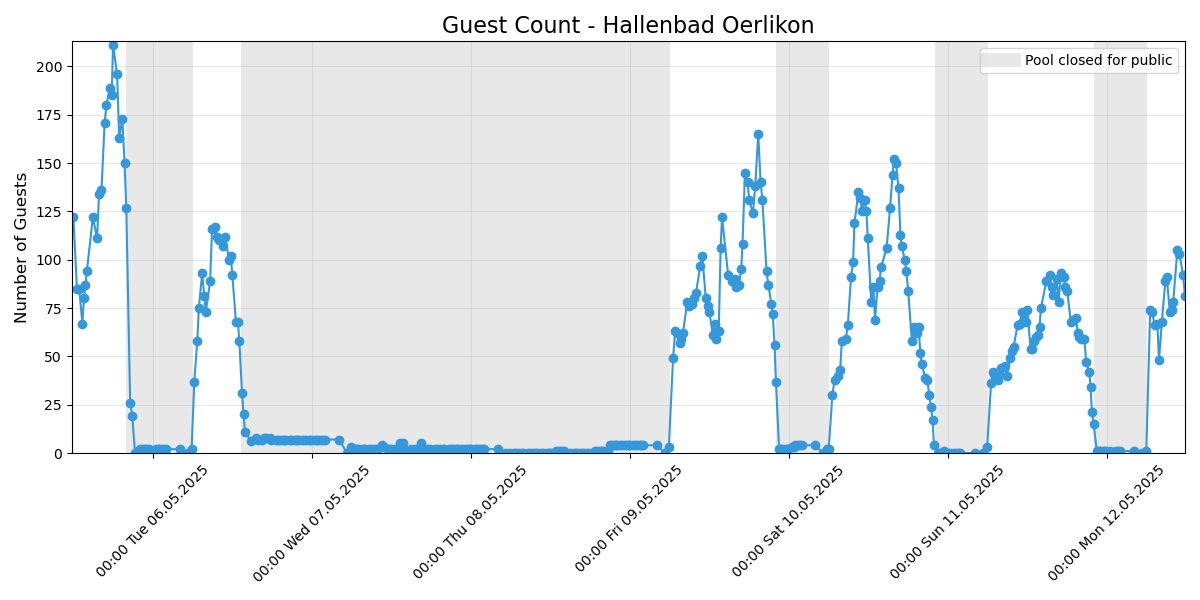 Guest Count - Hallenbad Oerlikon
Pool closed for public
Number of Guests
200
175
150
125
100
75
50
25
0
00:00 Tue 06.05.2025
00:00 Wed 07.05.2025
00:00 Thu 08.05.2025
00:00 Fri 09.05.2025
00:00 Sat 10.05.2025
00:00 Sun 11.05.2025
00:00 Mon 12.05.2025